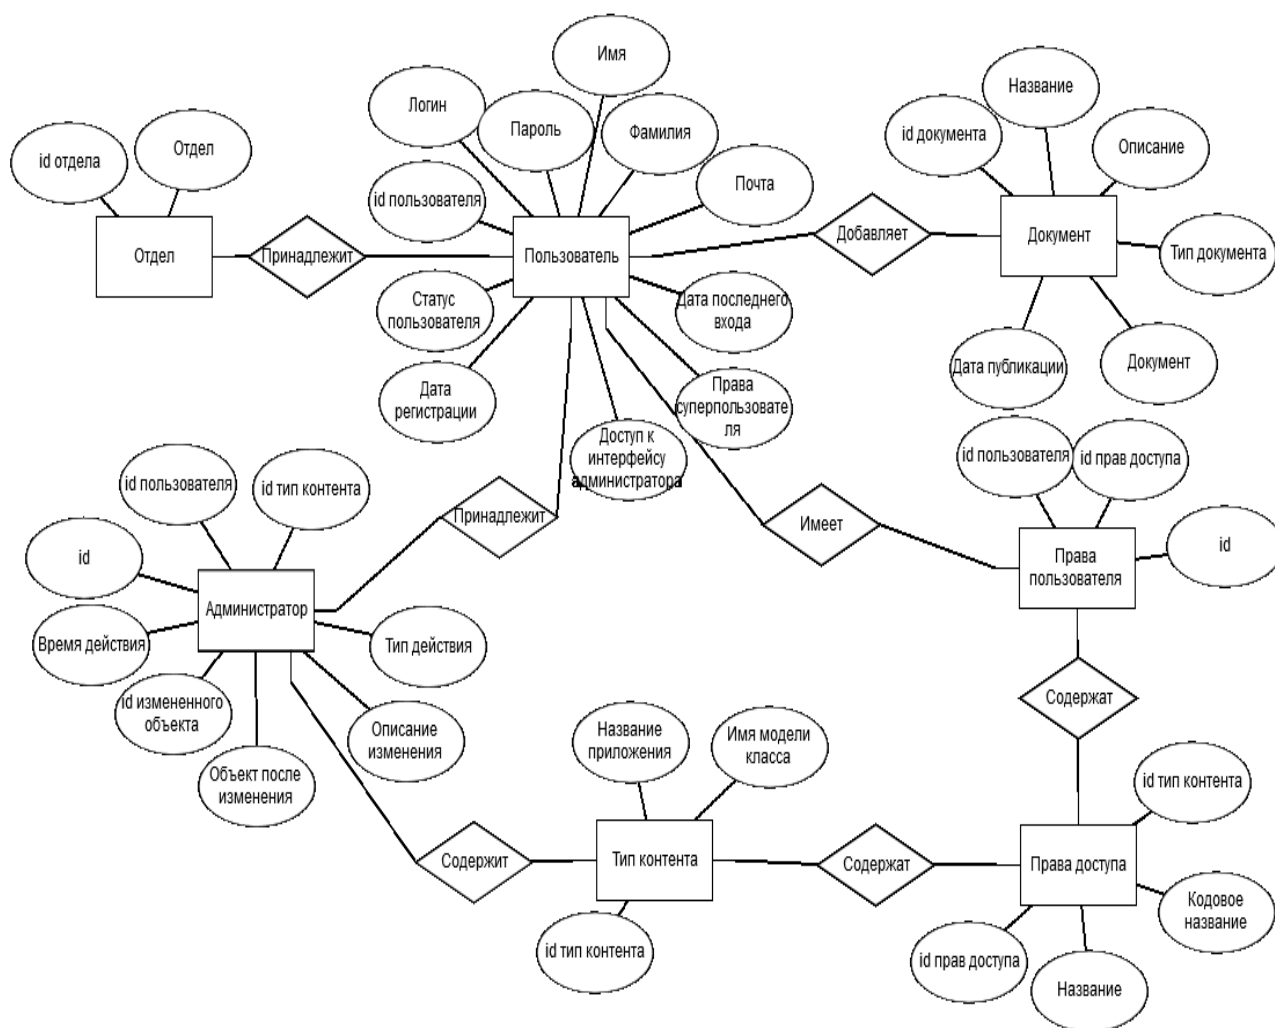 Имя
Логин
Пароль
Фамилия
Название
id документа
Описание
id отдела
Отдел
Почта
id пользователя
Отдел
Принадлежит
Пользователь
Добавляет
Документ
Тип документа
Статус
пользователя
Дата последнего
входа
Дата
регистрации
Права
суперпользовате
ля
Дата публикации
Документ
Доступ к
интерфейсу
администратора
id пользователя
id прав доступа
id пользователя
id тип контента
Принадлежит
Имеет
Права
пользователя
id
id
Администратор
Время действия
Тип действия
id измененного
объекта
Описание
изменения
Объект после
изменения
Содержат
Название
приложения
Имя модели
класса
id тип контента
Содержит
Тип контента
Содержат
Права доступа
Кодовое
название
id тип контента
id прав доступа
Название